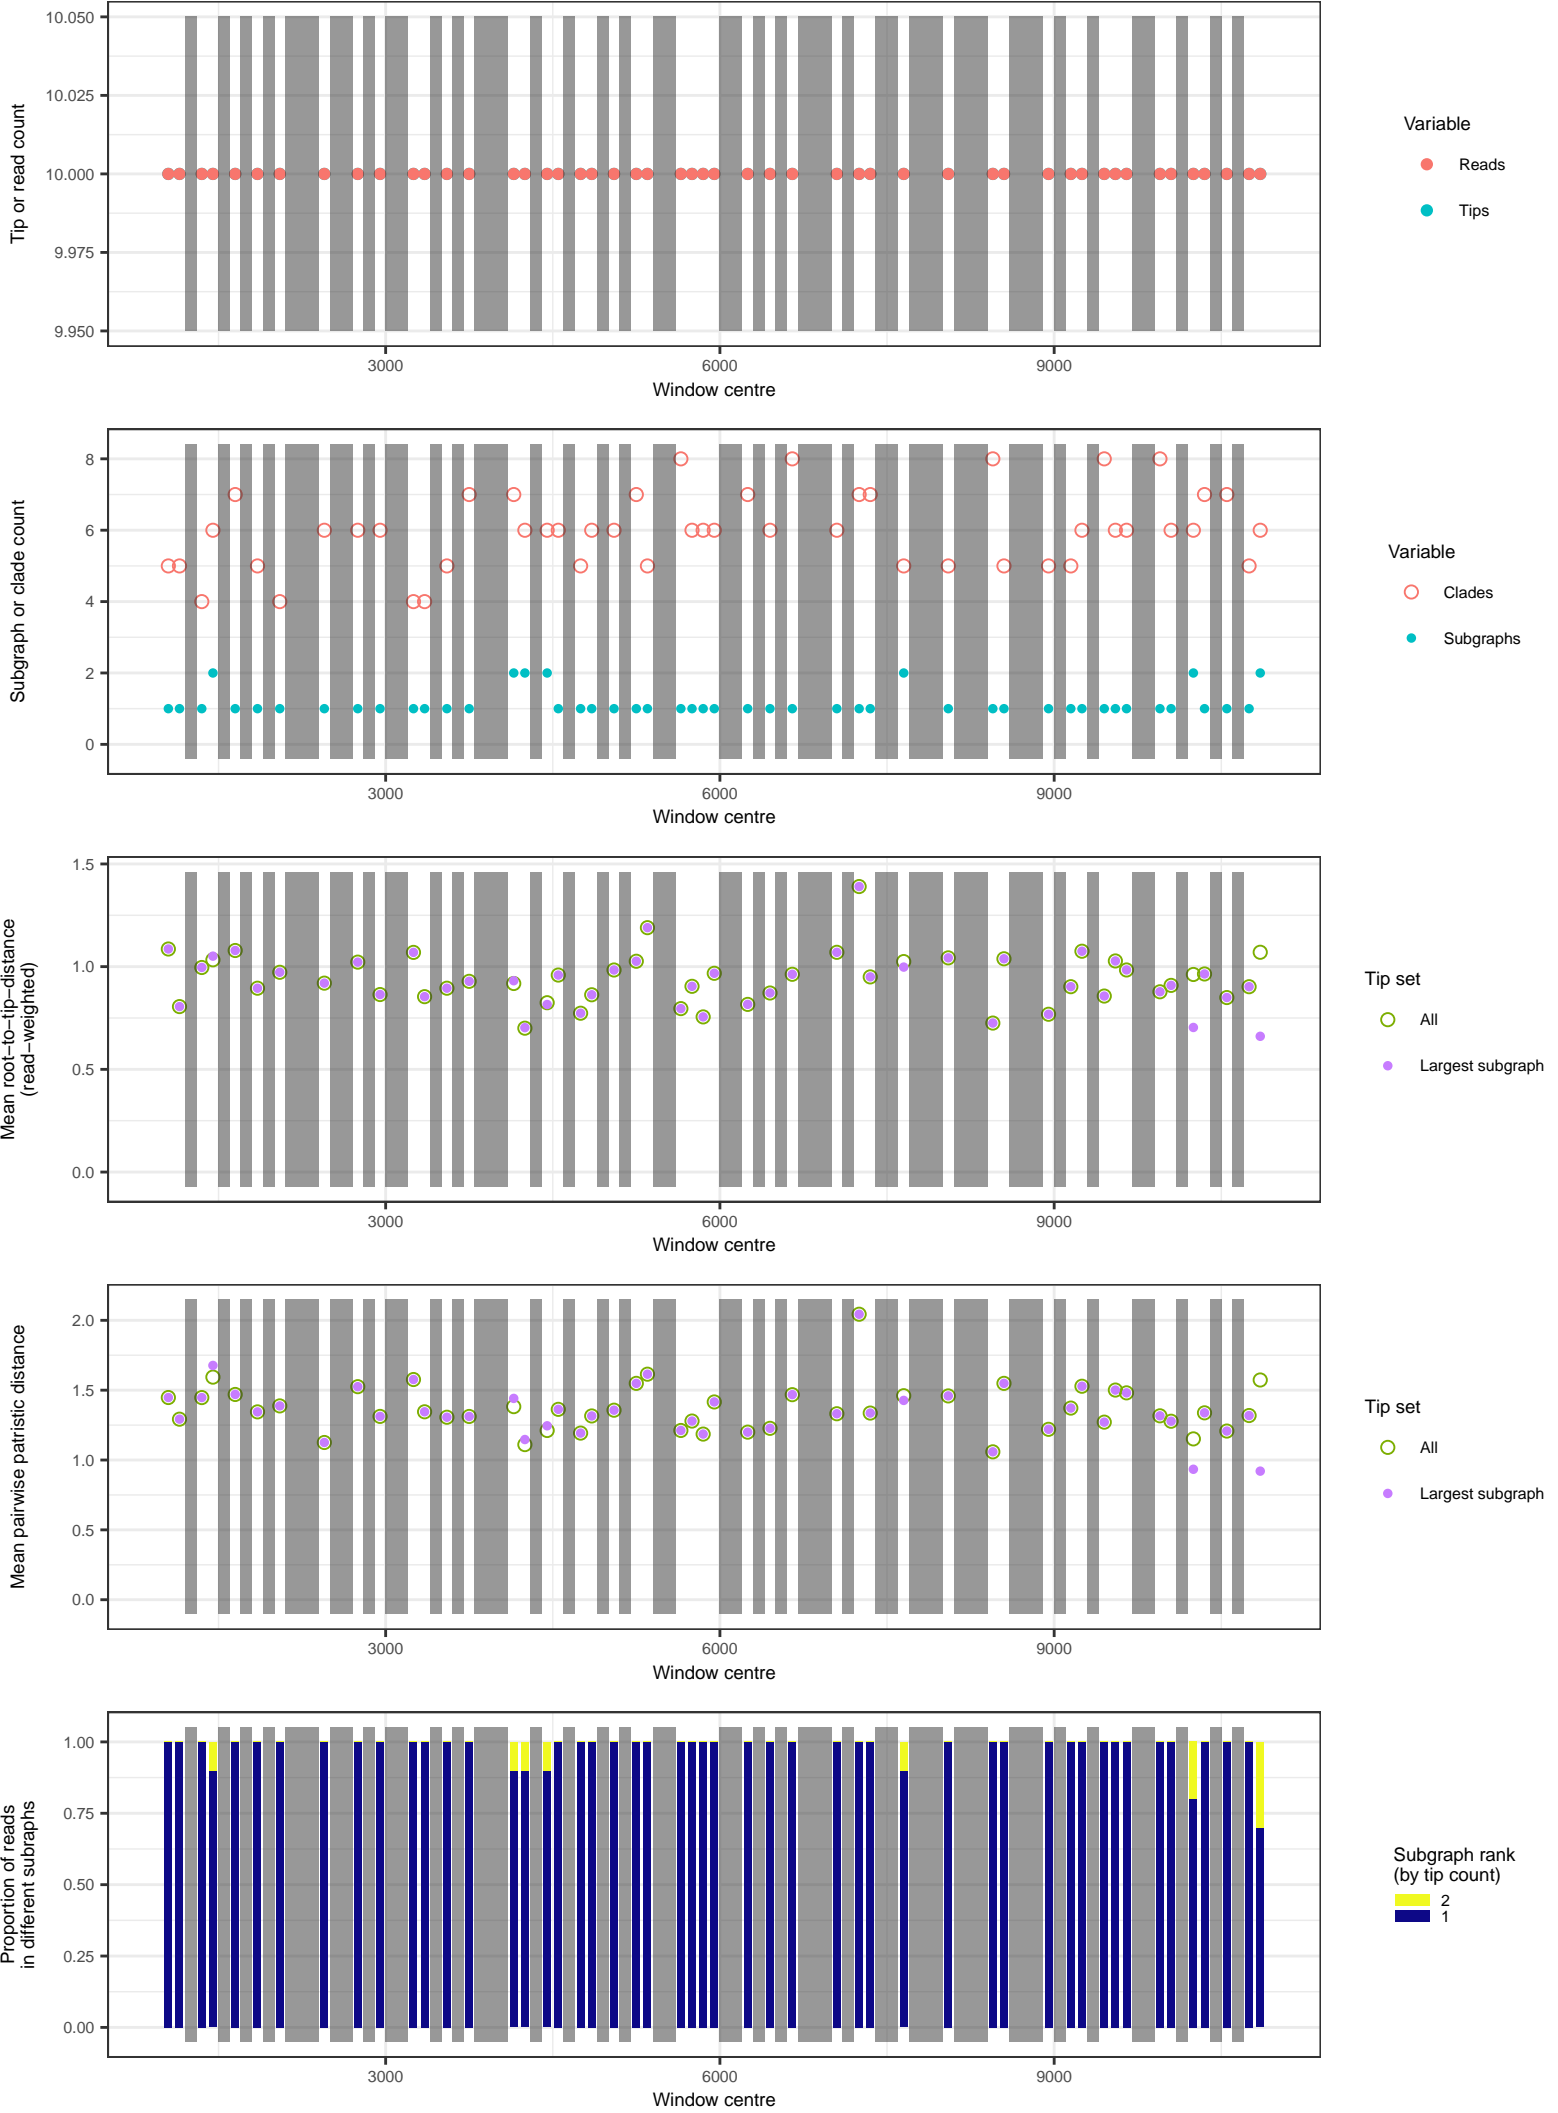 10.050
10.025
10.000
9.975
9.950
Tip or read count
3000
6000
9000
Window centre
Variable
Reads
Tips
8
6
4
2
0
Subgraph or clade count
3000
6000
9000
Window centre
Variable
Clades
Subgraphs
1.5
1.0
0.5
0.0
Mean root−to−tip−distance
(read−weighted)
3000
6000
9000
Window centre
Tip set
All
Largest subgraph
2.0
1.5
1.0
0.5
0.0
Mean pairwise patristic distance
3000
6000
9000
Window centre
Tip set
All
Largest subgraph
1.00
0.75
0.50
0.25
0.00
Proportion of reads
in different subraphs
3000
6000
9000
Window centre
Subgraph rank
(by tip count)
2
1